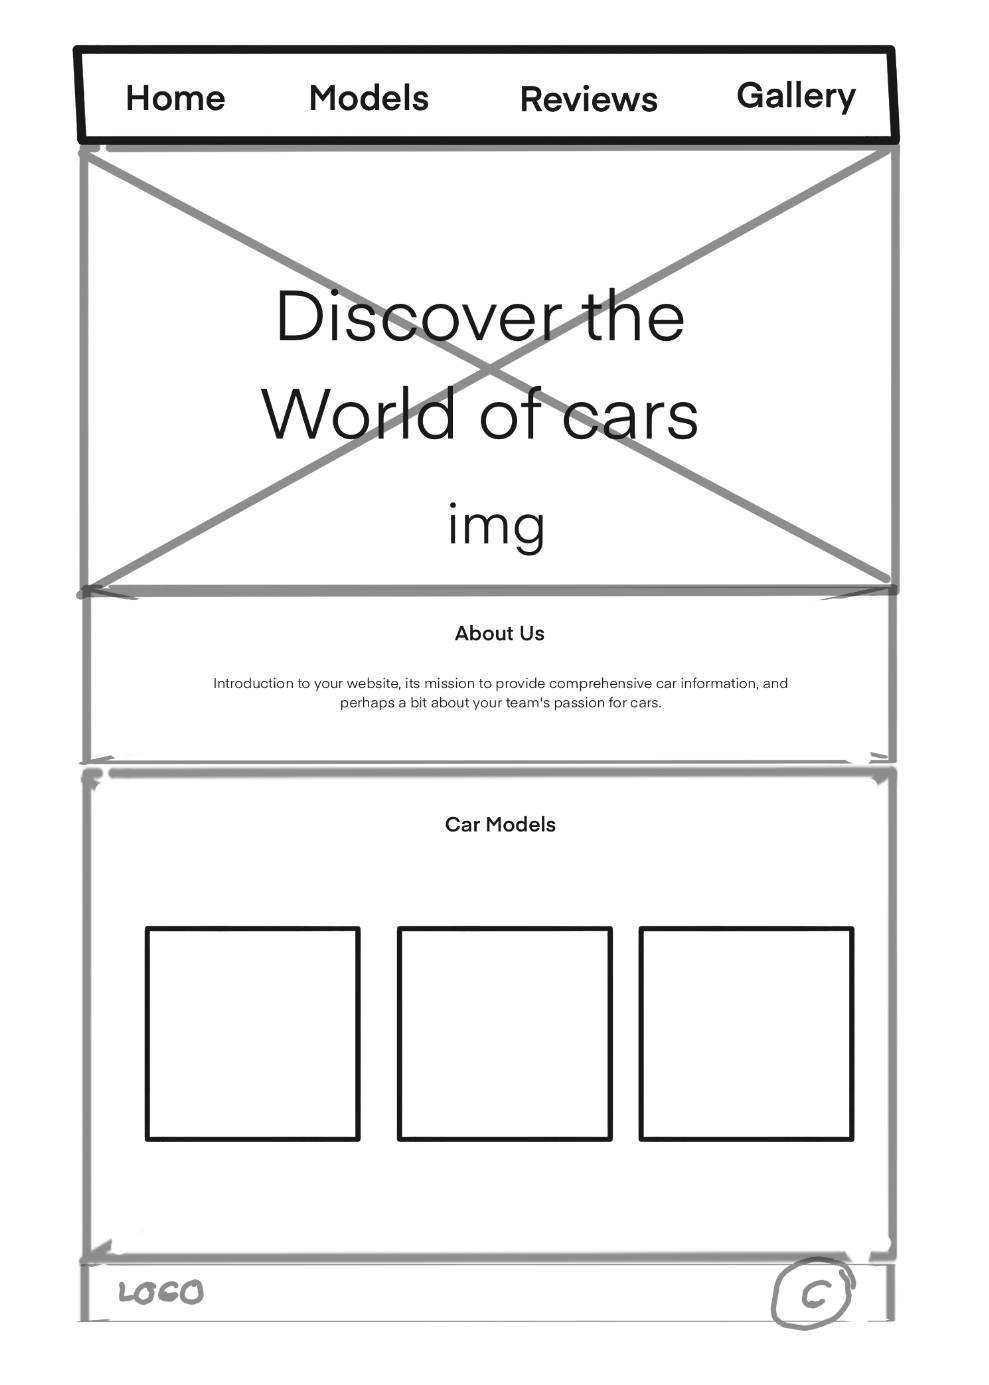 Home Models Reviews Gallery
Discover the
World of cars
img
About Us
Introduction to your website, its mission to provide comprehensive car information, and
perhaps a bit about your team's passion for cars.
Car Models
LOGO C